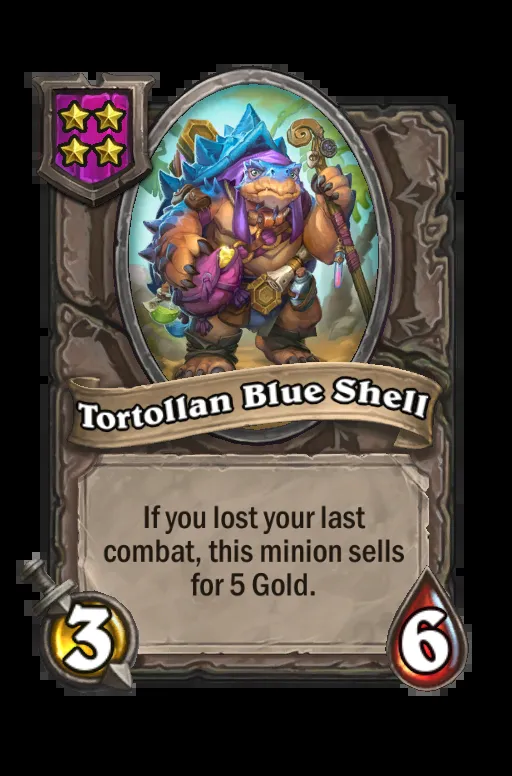 Tortollan Blue Shell
If you lost your last
combat, this minion sells
for 5 Gold.
3
6